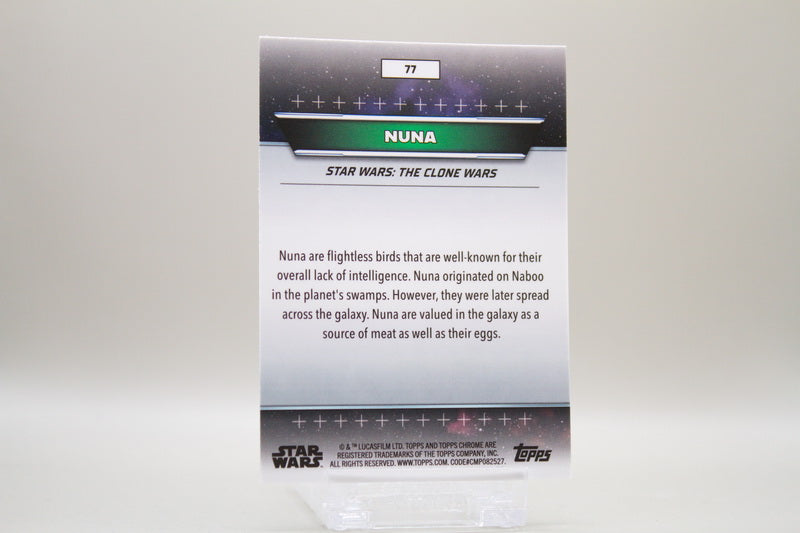 77
NUNA
STAR WARS: THE CLONE WARS
Nuna are flightless birds that are well-known for their
overall lack of intelligence. Nuna originated on Naboo
in the planet's swamps. However, they were later spread
across the galaxy. Nuna are valued in the galaxy as a
source of meat as well as their eggs.
STAR
WARS
© & ™ LUCASFILM LTD. TOPPS AND TOPPS CHROME ARE
REGISTERED TRADEMARKS OF THE TOPPS COMPANY, INC.
ALL RIGHTS RESERVED. WWW.TOPPS.COM. CODE#CMP082527.
Topps